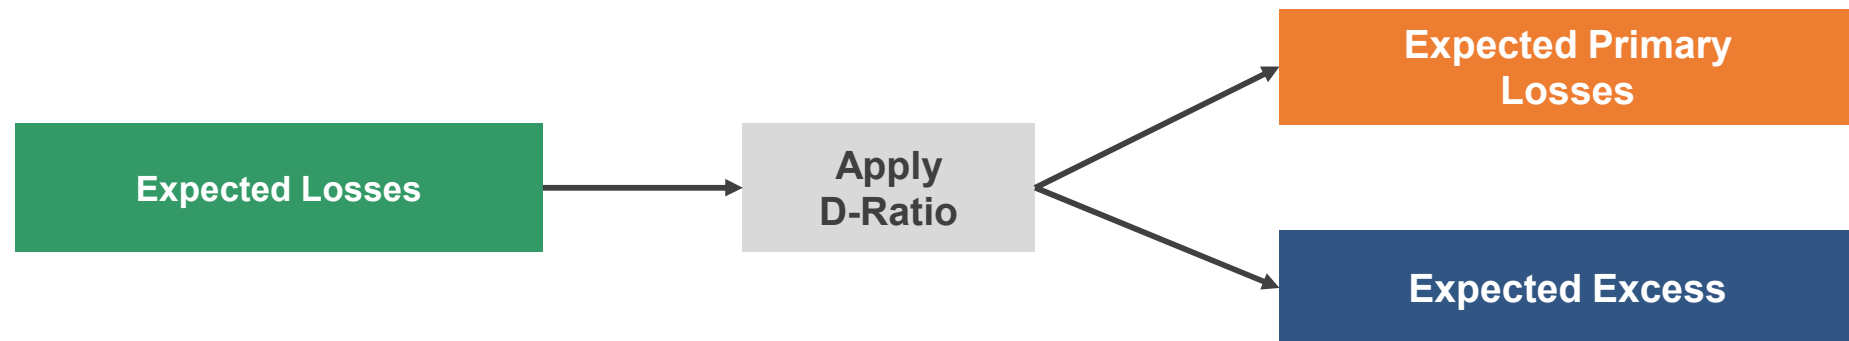 Expected Losses
Apply
D-Ratio
Expected Primary
Losses
Expected Excess